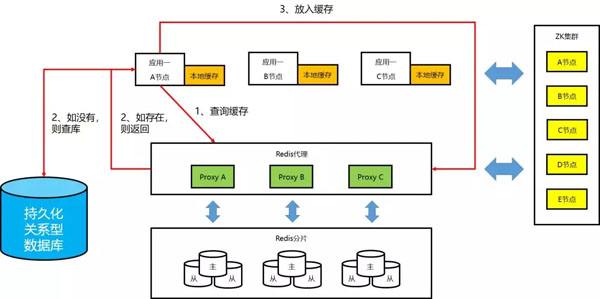 3、放入缓存
ZK集群
应用一
A节点
本地缓存
应用一
B节点
本地缓存
应用一
C节点
本地缓存
A节点
B节点
C节点
D节点
E节点
2、如没有，
则查库
2、如存在，
则返回
1、查询缓存
Redis代理
Proxy A
Proxy B
Proxy C
持久化
关系型
数据库
Redis分片
主
从
从
主
从
从
主
从
从